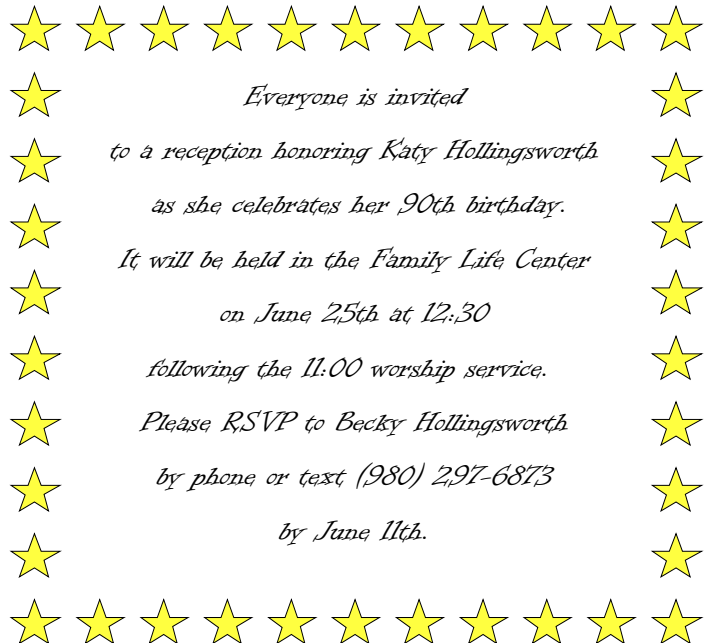 Everyone is invited
to a reception honoring Katy Hollingsworth
as she celebrates her 90th birthday.
It will be held in the Family Life Center
on June 25th at 12:30
following the 11:00 worship service.
Please RSVP to Becky Hollingsworth
by phone or text (980) 297-6873
by June 11th.